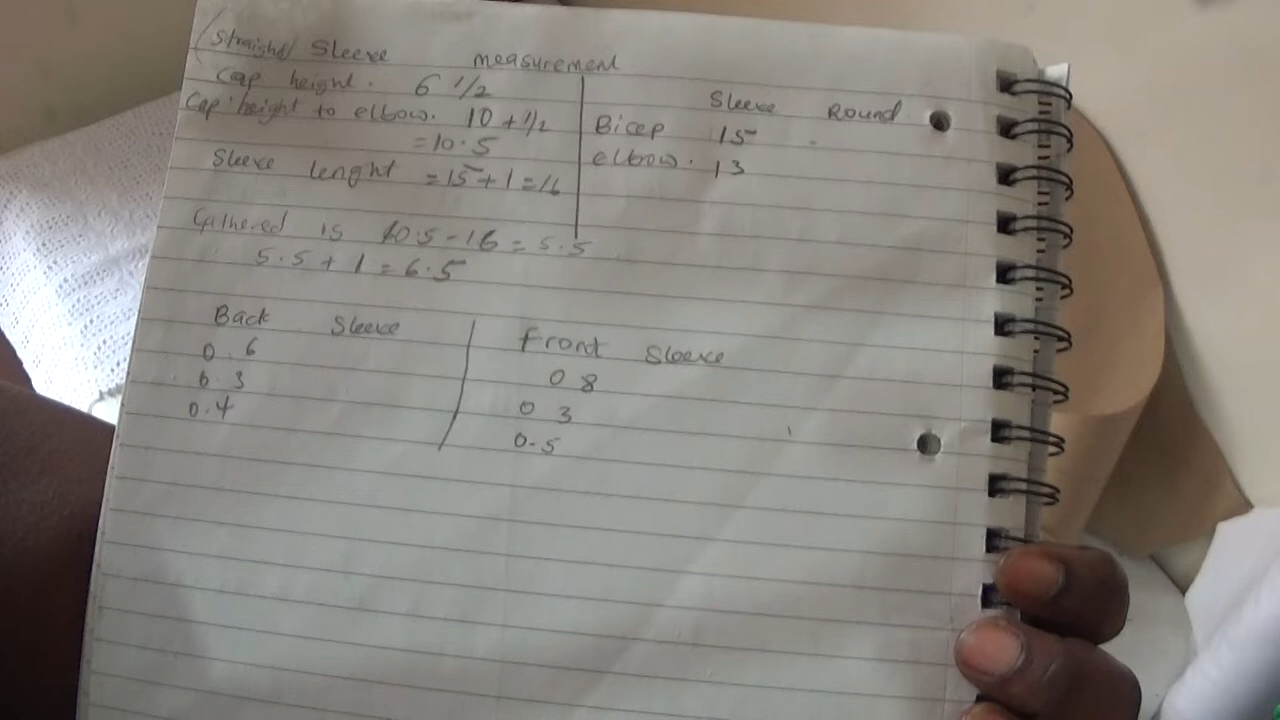 (Straight) Sleeve measurement
Cap height. 6 1/2
Cap height to elbow. 10 + 1/2
= 10.5
Sleeve lenght = 15 + 1 = 16
Sleeve Round
Bicep 15
elbow. 13
Gathered is 10.5 - 16 = 5.5
5.5 + 1 = 6.5
Back Sleeve
0.6
0.3
0.4
Front Sleeve
0 8
0 3
0.5